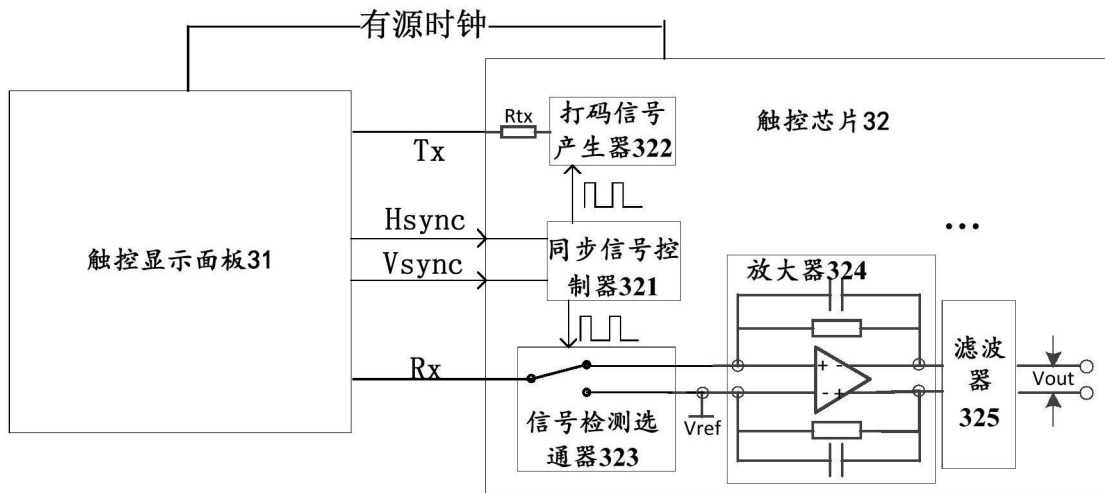 有源时钟
Rtx
打码信号
产生器322
触控芯片32
Tx
Hsync
Vsync
触控显示面板31
同步信号控
制器321
...
放大器324
Rx
+ -
- +
滤波
器
325
Vout
Vref
信号检测选
通器323